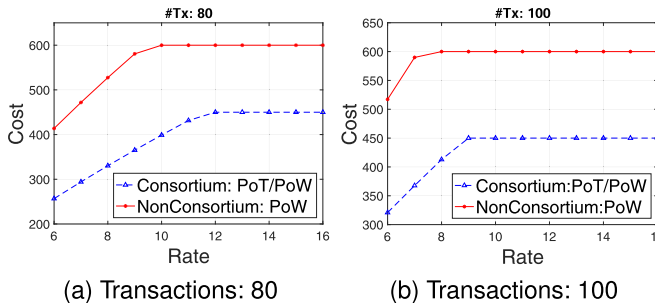 #Tx: 80
600
500
400
300
200
Cost
6
8
10
12
14
16
Rate
Consortium: PoT/PoW
NonConsortium: PoW
(a) Transactions: 80
#Tx: 100
650
600
550
500
450
400
350
300
Cost
6
8
10
12
14
Rate
Consortium:PoT/PoW
NonConsortium:PoW
(b) Transactions: 100